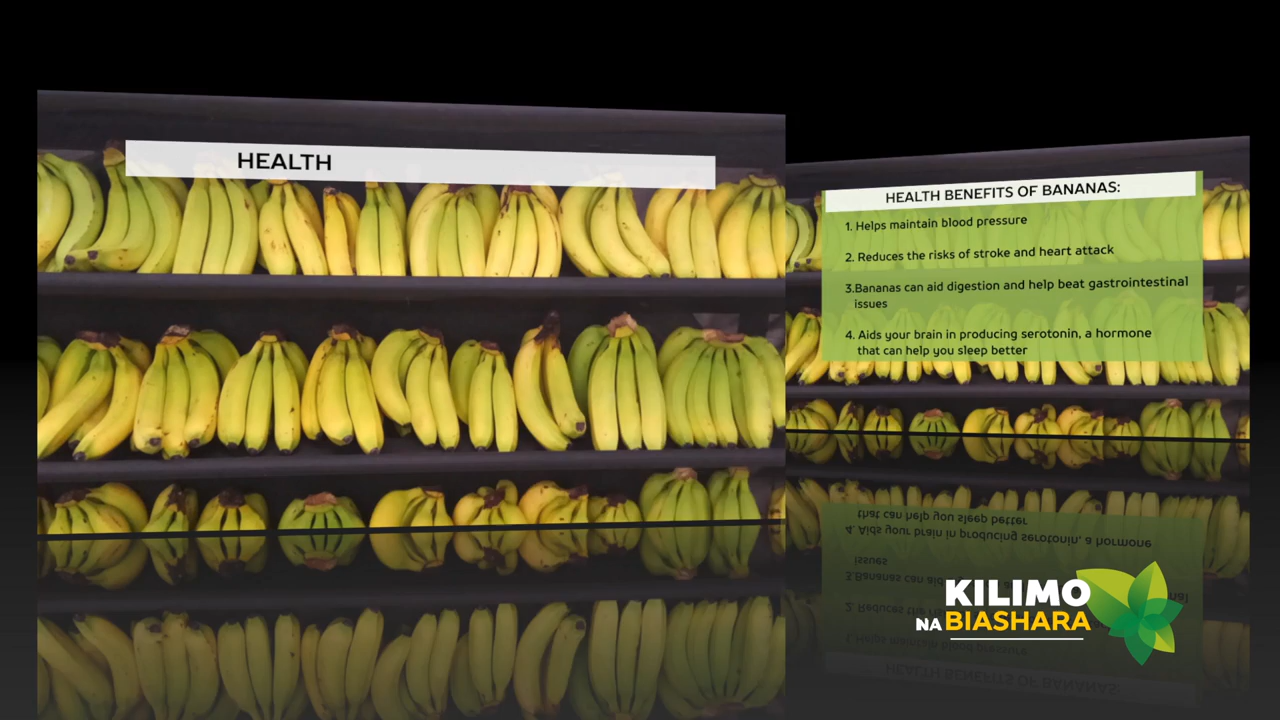 HEALTH
HEALTH BENEFITS OF BANANAS:
1. Helps maintain blood pressure
2. Reduces the risks of stroke and heart attack
3.Bananas can aid digestion and help beat gastrointestinal
issues
4. Aids your brain in producing serotonin, a hormone
that can help you sleep better
KILIMO
NA BIASHARA